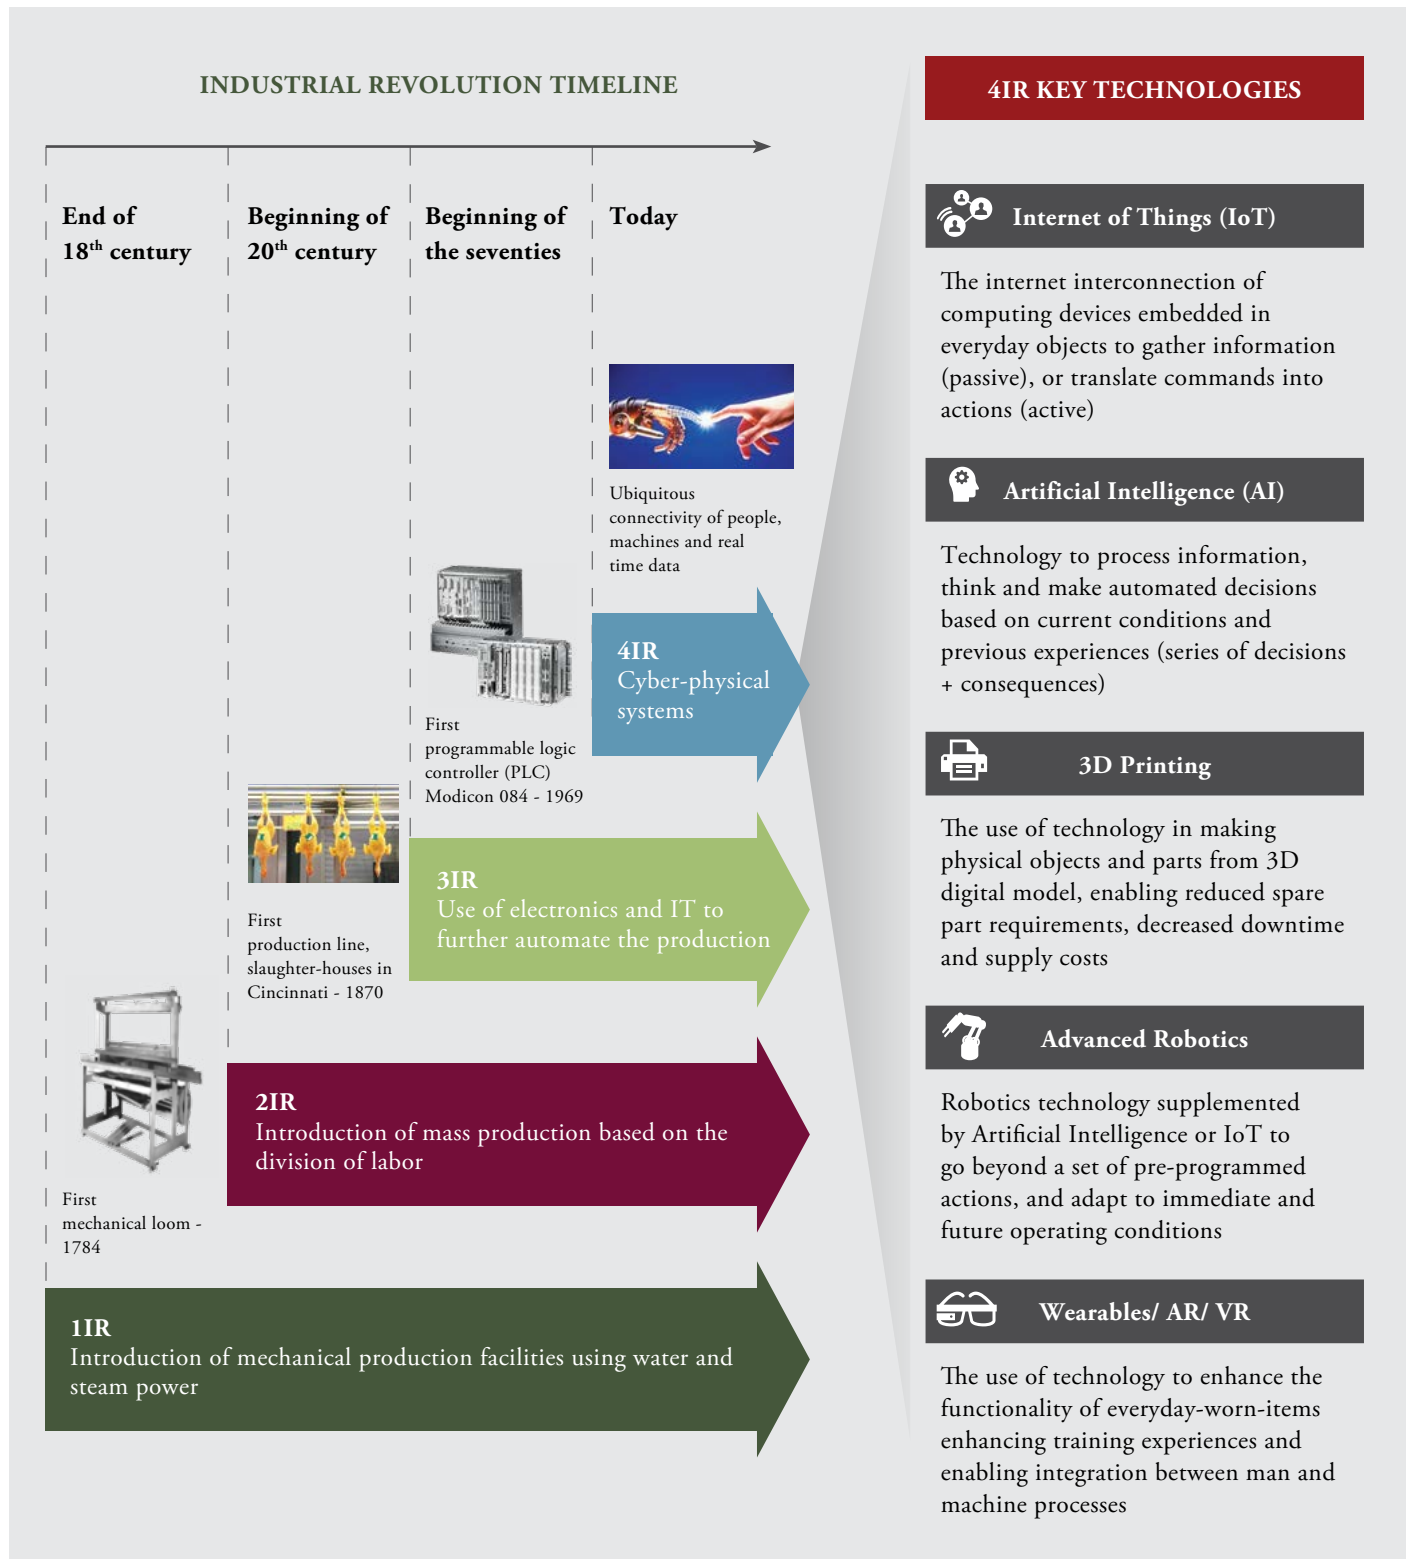 INDUSTRIAL REVOLUTION TIMELINE
End of
18th century
Beginning of
20th century
Beginning of
the seventies
Today
Ubiquitous
connectivity of people,
machines and real
time data
4IR
Cyber-physical
systems
First
programmable logic
controller (PLC)
Modicon 084 - 1969
3IR
Use of electronics and IT to
further automate the production
First
production line,
slaughter-houses in
Cincinnati - 1870
2IR
Introduction of mass production based on the
division of labor
First
mechanical loom -
1784
1IR
Introduction of mechanical production facilities using water and
steam power
4IR KEY TECHNOLOGIES
Internet of Things (IoT)
The internet interconnection of
computing devices embedded in
everyday objects to gather information
(passive), or translate commands into
actions (active)
Artificial Intelligence (AI)
Technology to process information,
think and make automated decisions
based on current conditions and
previous experiences (series of decisions
+ consequences)
3D Printing
The use of technology in making
physical objects and parts from 3D
digital model, enabling reduced spare
part requirements, decreased downtime
and supply costs
Advanced Robotics
Robotics technology supplemented
by Artificial Intelligence or IoT to
go beyond a set of pre-programmed
actions, and adapt to immediate and
future operating conditions
Wearables/ AR/ VR
The use of technology to enhance the
functionality of everyday-worn-items
enhancing training experiences and
enabling integration between man and
machine processes